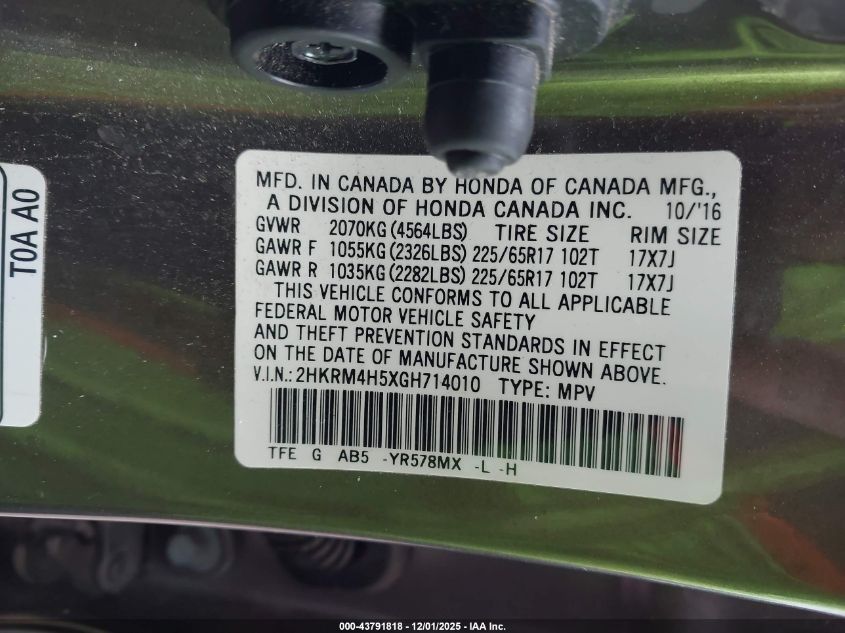 T0A A0
MFD. IN CANADA BY HONDA OF CANADA MFG.,
A DIVISION OF HONDA CANADA INC. 10/'16
GVWR 2070KG(4564LBS) TIRE SIZE RIM SIZE
GAWR F 1055KG(2326LBS) 225/65R17 102T 17X7J
GAWR R 1035KG(2282LBS) 225/65R17 102T 17X7J
THIS VEHICLE CONFORMS TO ALL APPLICABLE
FEDERAL MOTOR VEHICLE SAFETY
AND THEFT PREVENTION STANDARDS IN EFFECT
ON THE DATE OF MANUFACTURE SHOWN ABOVE.
V.I.N.:2HKRM4H5XGH714010 TYPE: MPV
TFE G AB5 -YR578MX -L -H
000-43791818 - 12/01/2025 - IAA Inc.